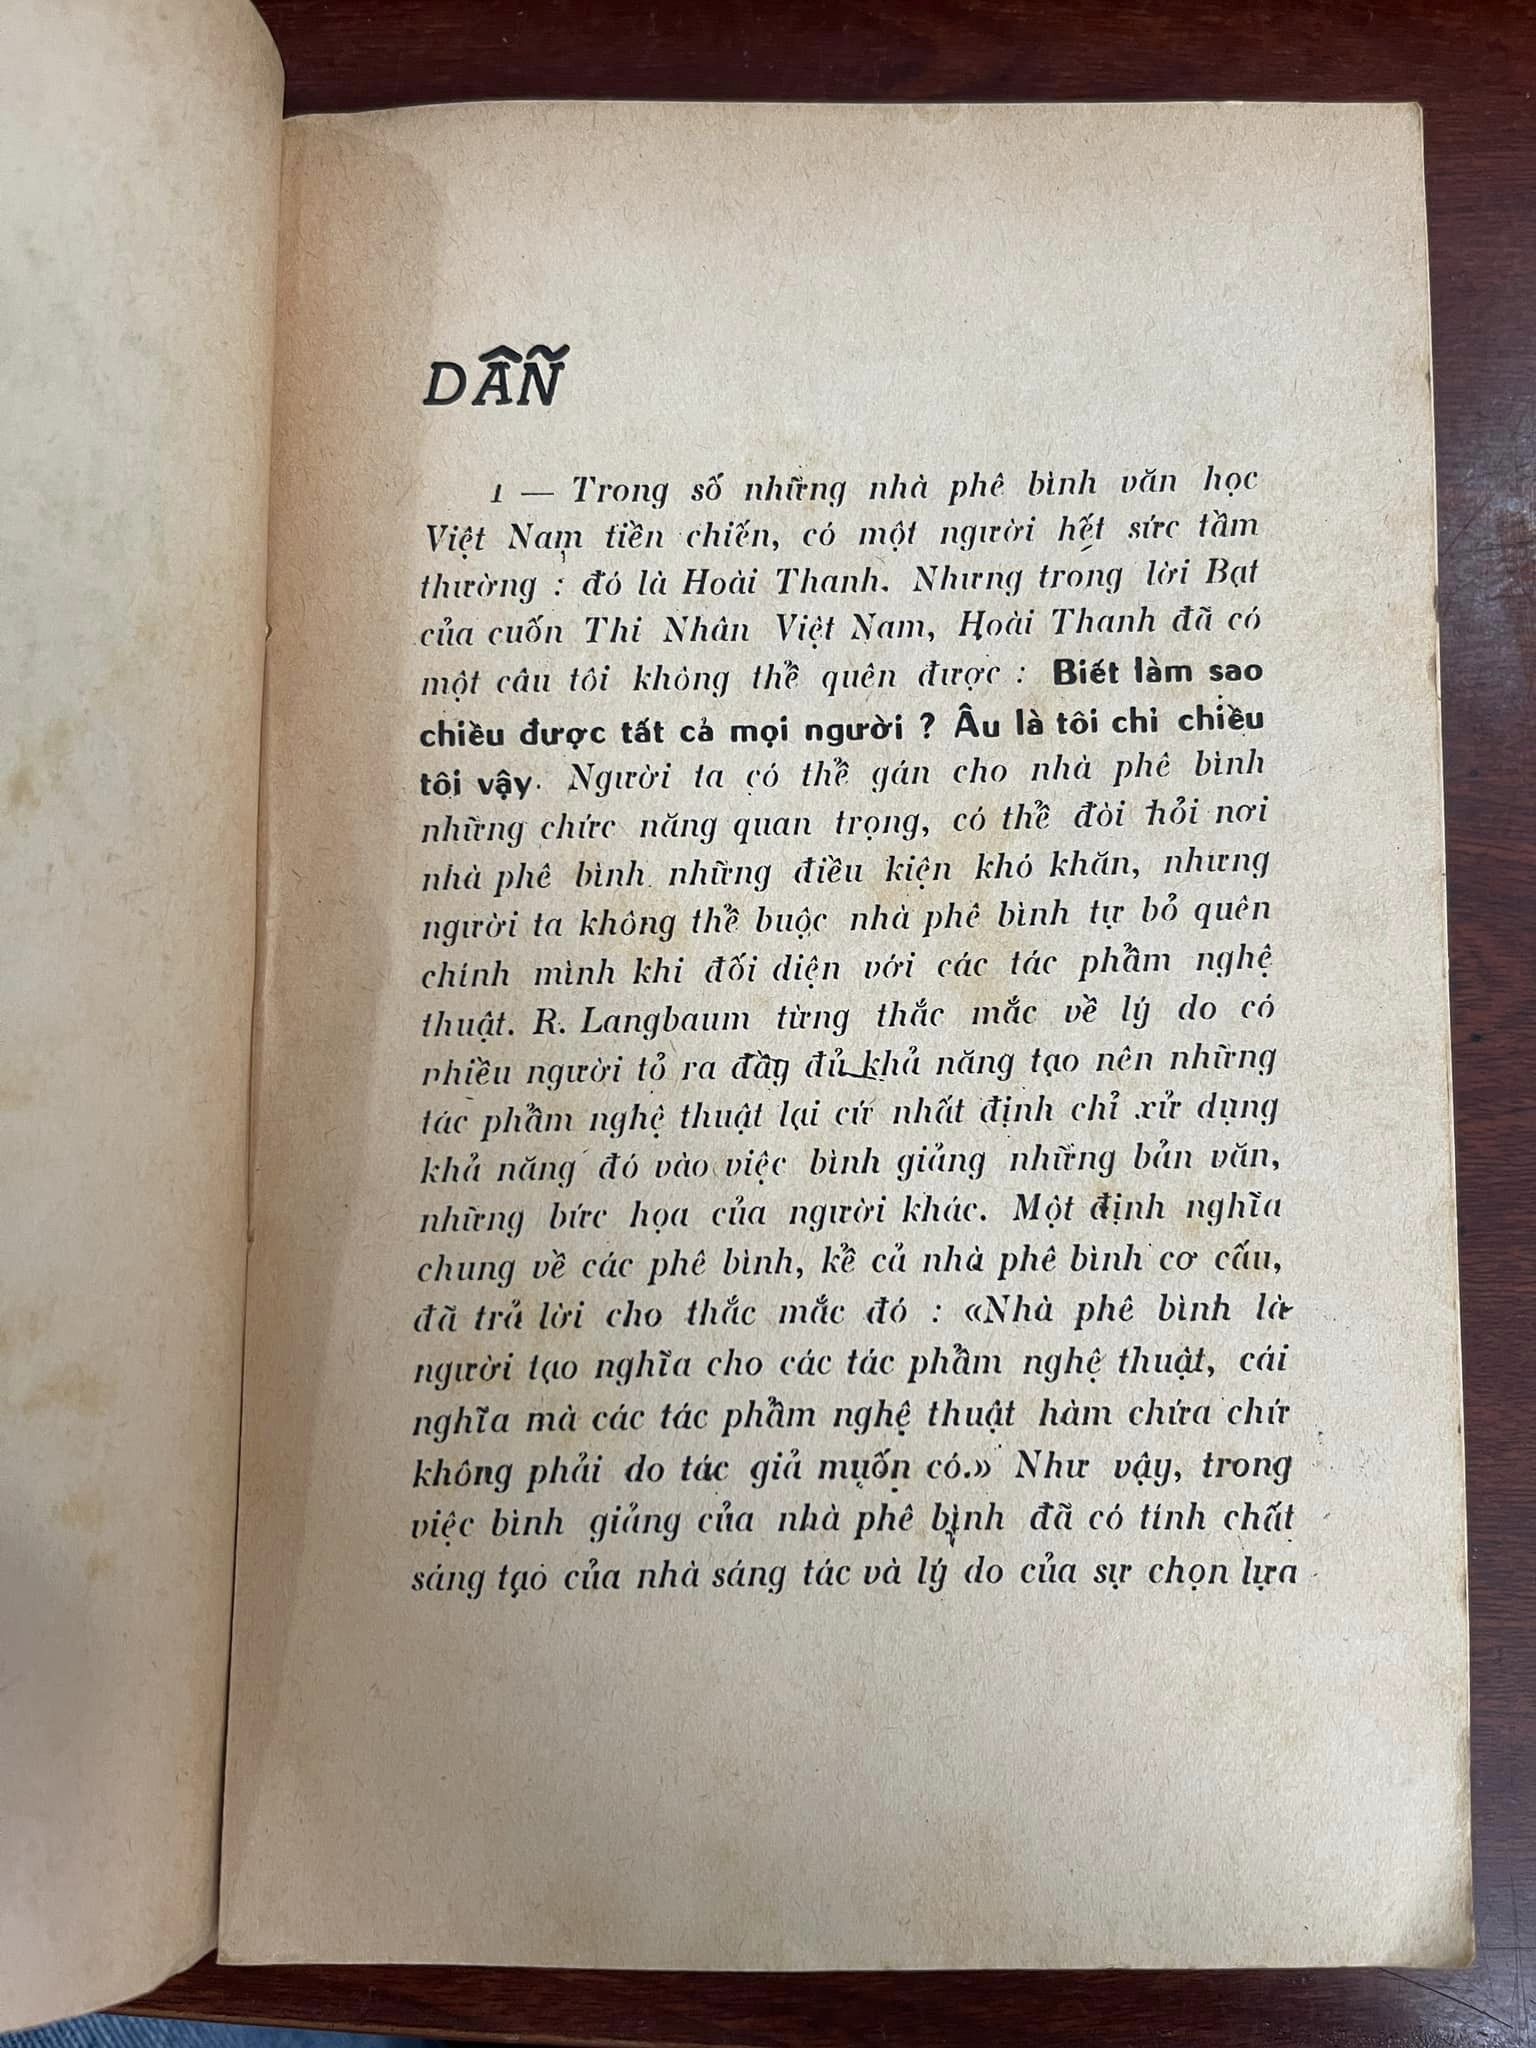 DẪN
1 — Trong số những nhà phê bình văn học
Việt Nam tiền chiến, có một người hết sức tầm
thường : đó là Hoài Thanh. Nhưng trong lời Bạt
của cuốn Thi Nhân Việt Nam, Hoài Thanh đã có
một câu tôi không thể quên được : Biết làm sao
chiều được tất cả mọi người ? Âu là tôi chỉ chiều
tôi vậy. Người ta có thể gán cho nhà phê bình
những chức năng quan trọng, có thể đòi hỏi nơi
nhà phê bình những điều kiện khó khăn, nhưng
người ta không thể buộc nhà phê bình tự bỏ quên
chính mình khi đối diện với các tác phẩm nghệ
thuật. R. Langbaum từng thắc mắc về lý do có
nhiều người tỏ ra đầy đủ khả năng tạo nên những
tác phẩm nghệ thuật lại cứ nhất định chỉ xử dụng
khả năng đó vào việc bình giảng những bản văn,
những bức họa của người khác. Một định nghĩa
chung về các phê bình, kể cả nhà phê bình cơ cấu,
đã trả lời cho thắc mắc đó : «Nhà phê bình là
người tạo nghĩa cho các tác phẩm nghệ thuật, cái
nghĩa mà các tác phẩm nghệ thuật hàm chứa chứ
không phải do tác giả muốn có.» Như vậy, trong
việc bình giảng của nhà phê bình đã có tính chất
sáng tạo của nhà sáng tác và lý do của sự chọn lựa